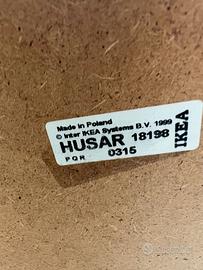 Made in Poland
© Inter IKEA Systems B.V. 1999
HUSAR 18198
PQR 0315
IKEA